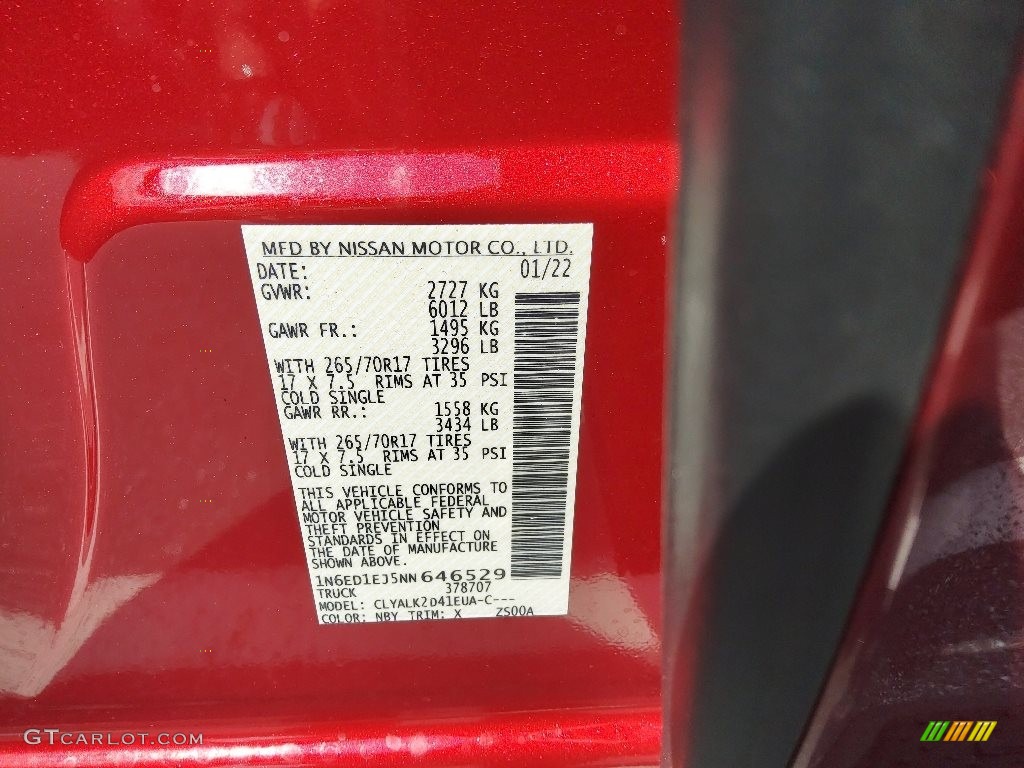 MFD BY NISSAN MOTOR CO., LTD.
DATE: 01/22
GVWR: 2727 KG
6012 LB
GAWR FR.: 1495 KG
3296 LB
WITH 265/70R17 TIRES
17 X 7.5 RIMS AT 35 PSI
COLD SINGLE
GAWR RR.: 1558 KG
3434 LB
WITH 265/70R17 TIRES
17 X 7.5 RIMS AT 35 PSI
COLD SINGLE
THIS VEHICLE CONFORMS TO
ALL APPLICABLE FEDERAL
MOTOR VEHICLE SAFETY AND
THEFT PREVENTION
STANDARDS IN EFFECT ON
THE DATE OF MANUFACTURE
SHOWN ABOVE.
1N6ED1EJ5NN646529
TRUCK 378707
MODEL: CLYALK2D41EUA-C---
COLOR: NBY TRIM: X ZS00A
GTCARLOT.COM